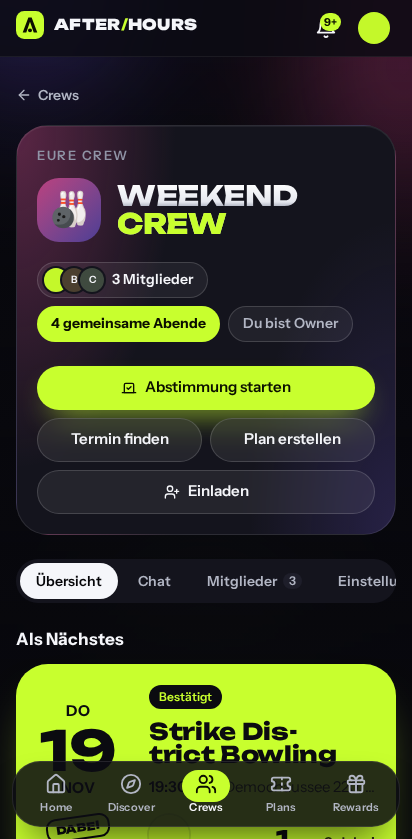 AFTER/HOURS
9+
← Crews
EURE CREW
WEEKEND
CREW
B C 3 Mitglieder
4 gemeinsame Abende
Du bist Owner
Abstimmung starten
Termin finden
Plan erstellen
Einladen
Übersicht
Chat
Mitglieder 3
Einstellu
Als Nächstes
Bestätigt
DO
19
NOV
Strike Dis-
trict Bowling
19:30
DABEI
Home
Discover
Crews
Plans
Rewards